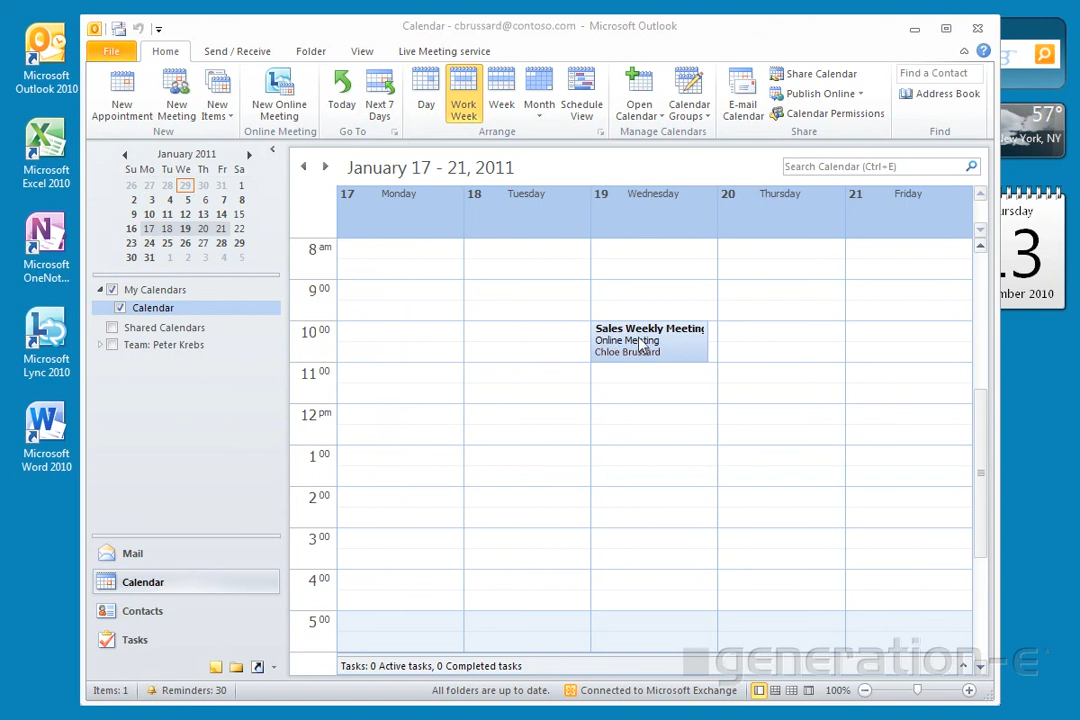 Calendar - cbrussard@contoso.com - Microsoft Outlook
File Home Send / Receive Folder View Live Meeting service
New Appointment
New Meeting
New Items
New
New Online Meeting
Online Meeting
Today
Next 7 Days
Go To
Day
Work Week
Week
Month
Schedule View
Arrange
Open Calendar
Calendar Groups
Manage Calendars
E-mail Calendar
Share Calendar
Publish Online
Calendar Permissions
Share
Find a Contact
Address Book
Find
Microsoft Outlook 2010
Microsoft Excel 2010
Microsoft OneNot...
Microsoft Lync 2010
Microsoft Word 2010
January 2011
Su Mo Tu We Th Fr Sa
26 27 28 29 30 31 1
2 3 4 5 6 7 8
9 10 11 12 13 14 15
16 17 18 19 20 21 22
23 24 25 26 27 28 29
30 31 1 2 3 4 5
My Calendars
Calendar
Shared Calendars
Team: Peter Krebs
Mail
Calendar
Contacts
Tasks
January 17 - 21, 2011
Search Calendar (Ctrl+E)
17 Monday 18 Tuesday 19 Wednesday 20 Thursday 21 Friday
8 am
9 00
10 00
Sales Weekly Meeting
Online Meeting
Chloe Brussard
11 00
12 pm
1 00
2 00
3 00
4 00
5 00
Tasks: 0 Active tasks, 0 Completed tasks
generation-e
Items: 1 Reminders: 30 All folders are up to date. Connected to Microsoft Exchange 100%
57°
New York, NY
ursday
13
mber 2010